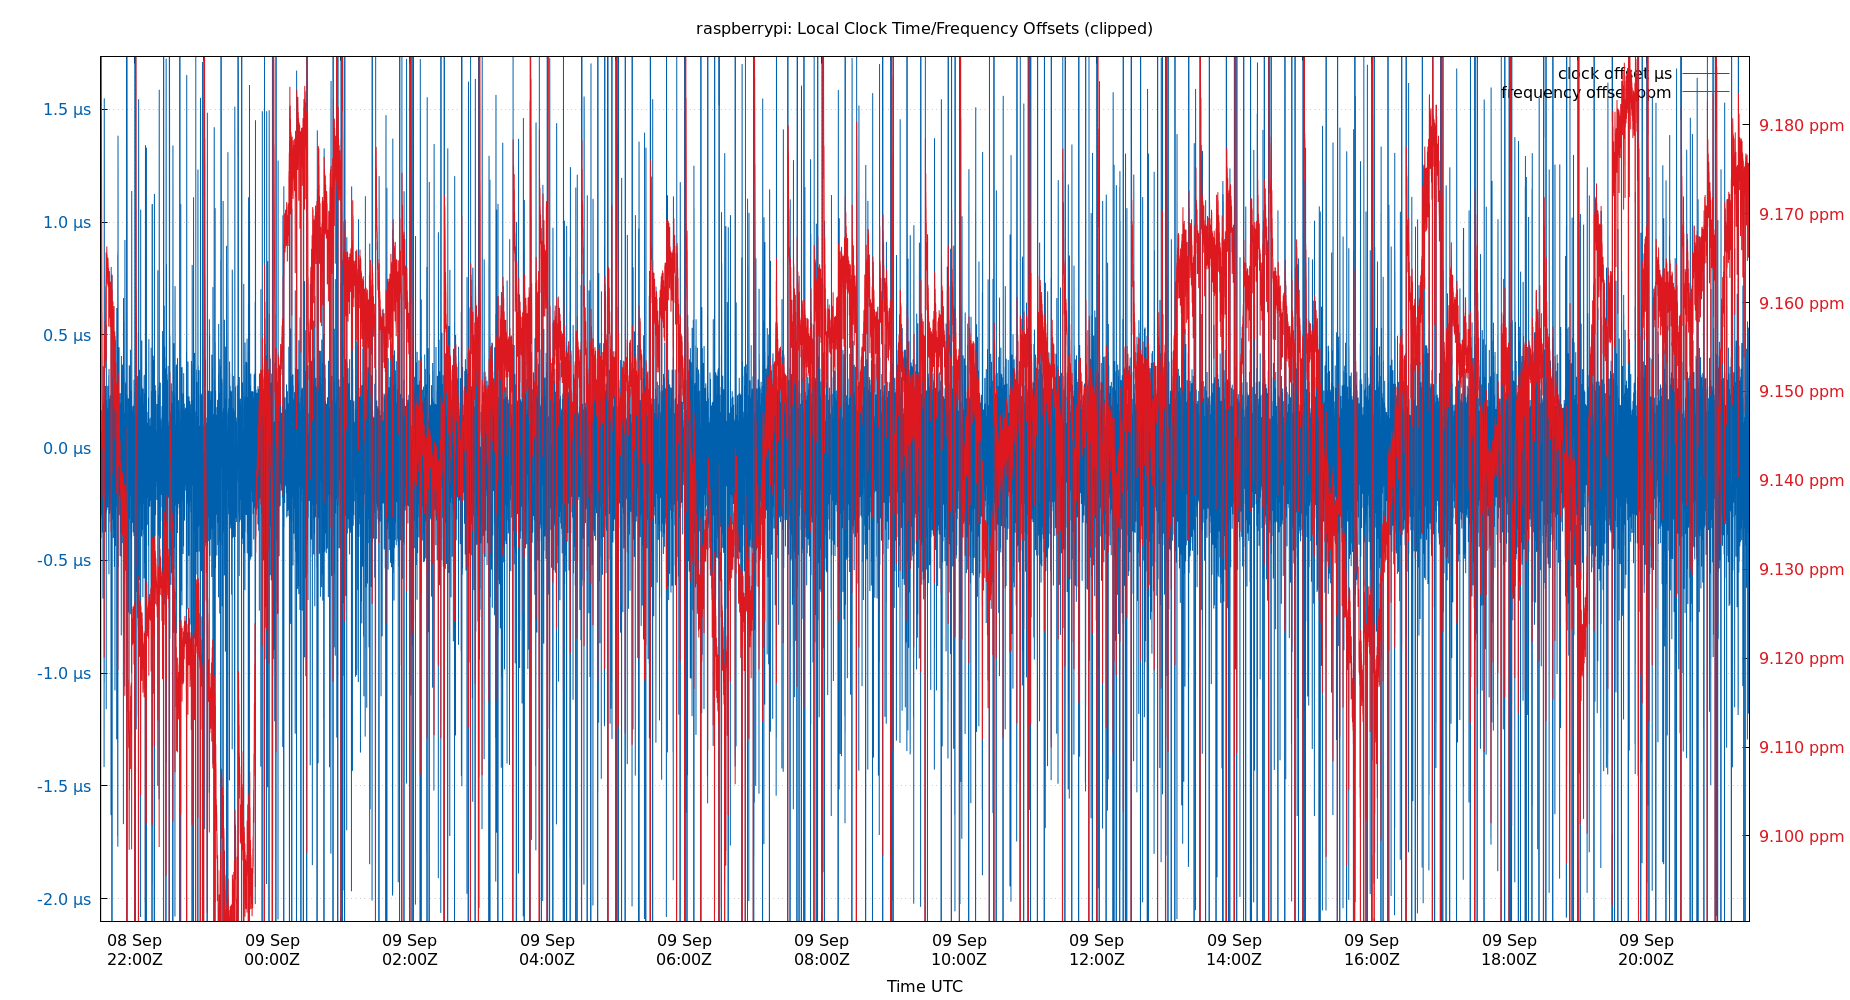 raspberrypi: Local Clock Time/Frequency Offsets (clipped)
clock offset µs
frequency offset ppm
1.5 µs
1.0 µs
0.5 µs
0.0 µs
-0.5 µs
-1.0 µs
-1.5 µs
-2.0 µs
9.180 ppm
9.170 ppm
9.160 ppm
9.150 ppm
9.140 ppm
9.130 ppm
9.120 ppm
9.110 ppm
9.100 ppm
08 Sep 09 Sep 09 Sep 09 Sep 09 Sep 09 Sep 09 Sep 09 Sep 09 Sep 09 Sep 09 Sep 09 Sep
22:00Z 00:00Z 02:00Z 04:00Z 06:00Z 08:00Z 10:00Z 12:00Z 14:00Z 16:00Z 18:00Z 20:00Z
Time UTC